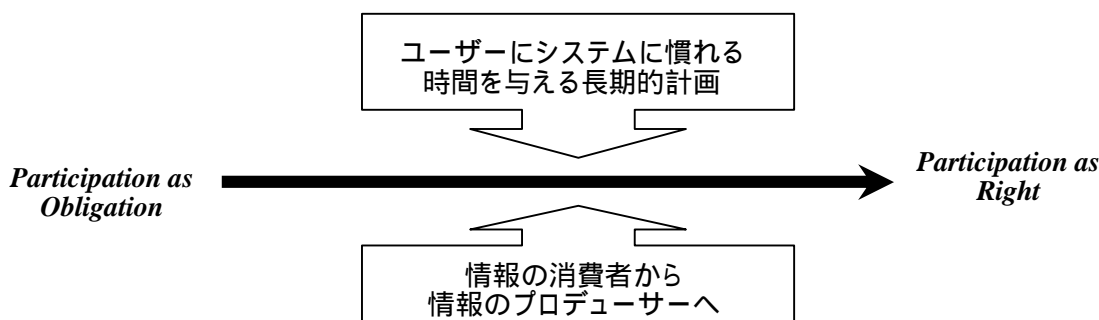 ユーザーにシステムに慣れる
時間を与える長期的計画
Participation as
Obligation
Participation as
Right
情報の消費者から
情報のプロデューサーへ